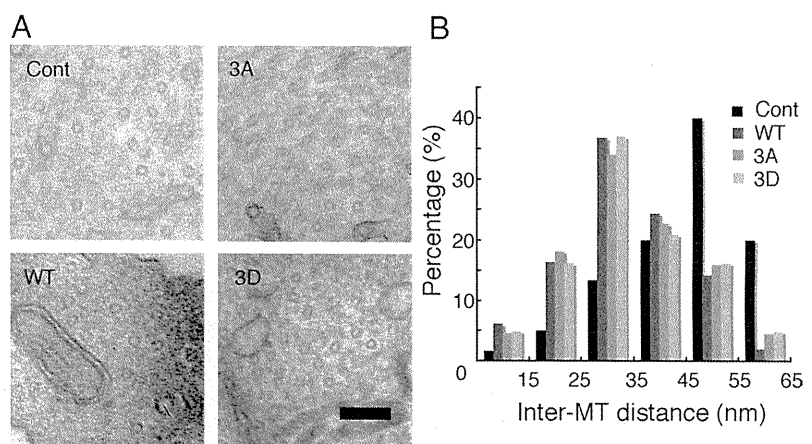 A
B
Cont
3A
WT
3D
Percentage (%)
40
30
20
10
0
15 25 35 45 55 65
Inter-MT distance (nm)
Cont
WT
3A
3D